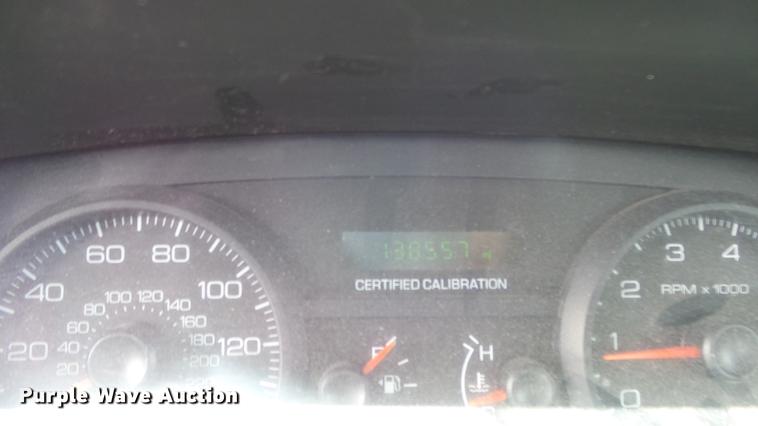 138557
CERTIFIED CALIBRATION
20 40 60 80 100 120
20 40 60 80 100 120 140 160 180 200 220
F
H
0 1 2 3 4
RPM x 1000
Purple Wave Auction